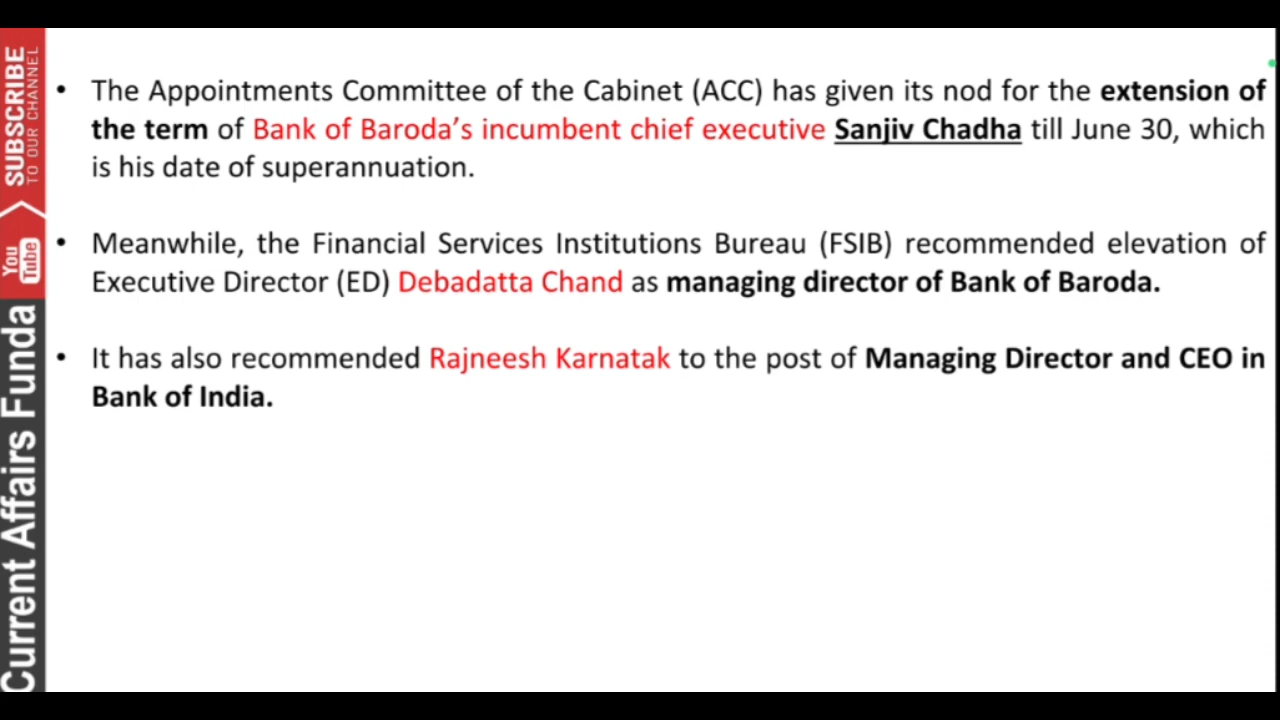 • The Appointments Committee of the Cabinet (ACC) has given its nod for the extension of
the term of Bank of Baroda’s incumbent chief executive Sanjiv Chadha till June 30, which
is his date of superannuation.
• Meanwhile, the Financial Services Institutions Bureau (FSIB) recommended elevation of
Executive Director (ED) Debadatta Chand as managing director of Bank of Baroda.
• It has also recommended Rajneesh Karnatak to the post of Managing Director and CEO in
Bank of India.
SUBSCRIBE
TO OUR CHANNEL
You
Tube
Current Affairs Funda